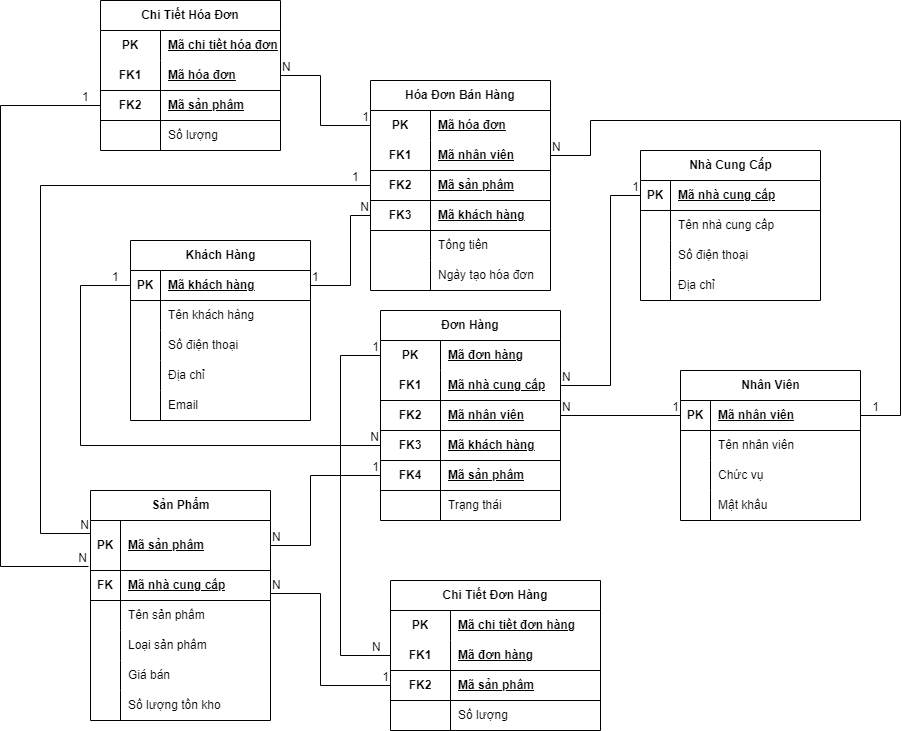 Chi Tiết Hóa Đơn
PK Mã chi tiết hóa đơn
FK1 Mã hóa đơn
FK2 Mã sản phẩm
Số lượng
N
1
1
Hóa Đơn Bán Hàng
PK Mã hóa đơn
FK1 Mã nhân viên
FK2 Mã sản phẩm
FK3 Mã khách hàng
Tổng tiền
Ngày tạo hóa đơn
N
1
N
Nhà Cung Cấp
PK Mã nhà cung cấp
Tên nhà cung cấp
Số điện thoại
Địa chỉ
1
Khách Hàng
PK Mã khách hàng
Tên khách hàng
Số điện thoại
Địa chỉ
Email
1
1
Đơn Hàng
PK Mã đơn hàng
FK1 Mã nhà cung cấp
FK2 Mã nhân viên
FK3 Mã khách hàng
FK4 Mã sản phẩm
Trạng thái
1
N
N
N
1
Nhân Viên
PK Mã nhân viên
Tên nhân viên
Chức vụ
Mật khẩu
1
1
Sản Phẩm
PK Mã sản phẩm
FK Mã nhà cung cấp
Tên sản phẩm
Loại sản phẩm
Giá bán
Số lượng tồn kho
N
N
N
N
Chi Tiết Đơn Hàng
PK Mã chi tiết đơn hàng
FK1 Mã đơn hàng
FK2 Mã sản phẩm
Số lượng
N
1